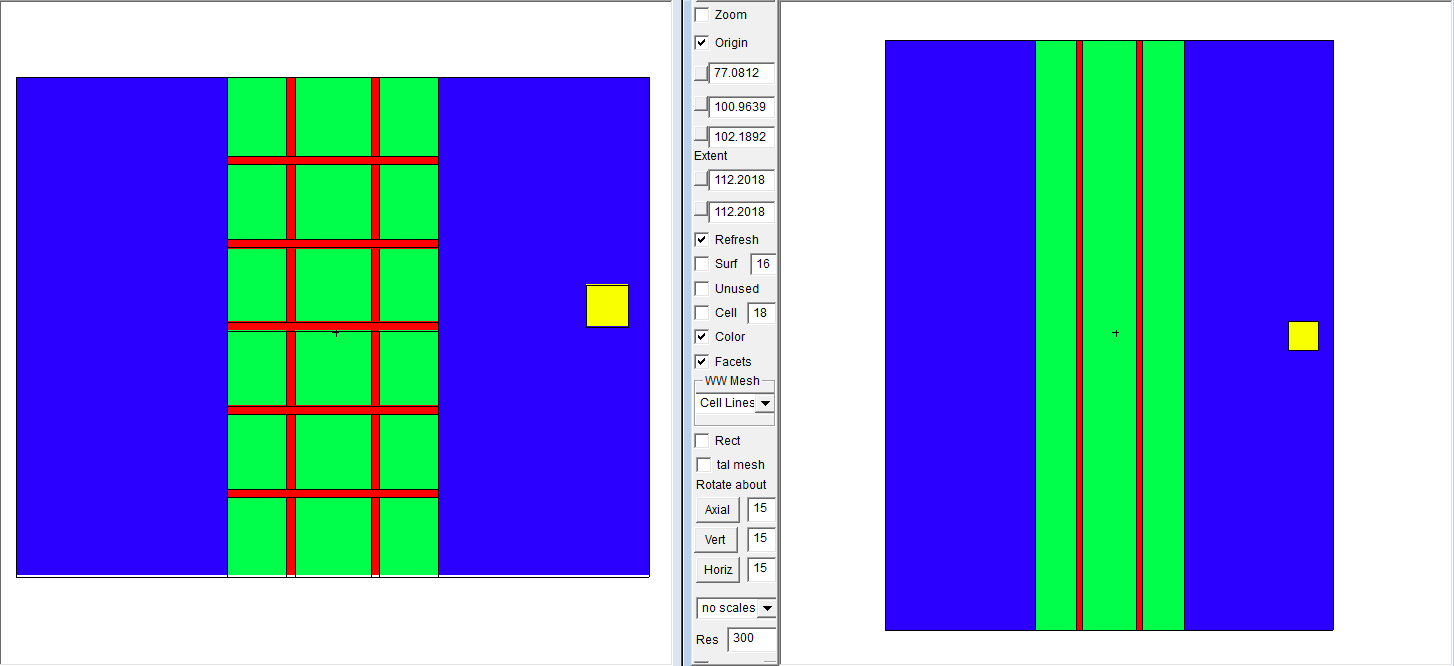 Zoom
Origin
77.0812
100.9639
102.1892
Extent
112.2018
112.2018
Refresh
Surf 16
Unused
Cell 18
Color
Facets
WW Mesh
Cell Lines
Rect
tal mesh
Rotate about
Axial 15
Vert 15
Horiz 15
no scales
Res 300